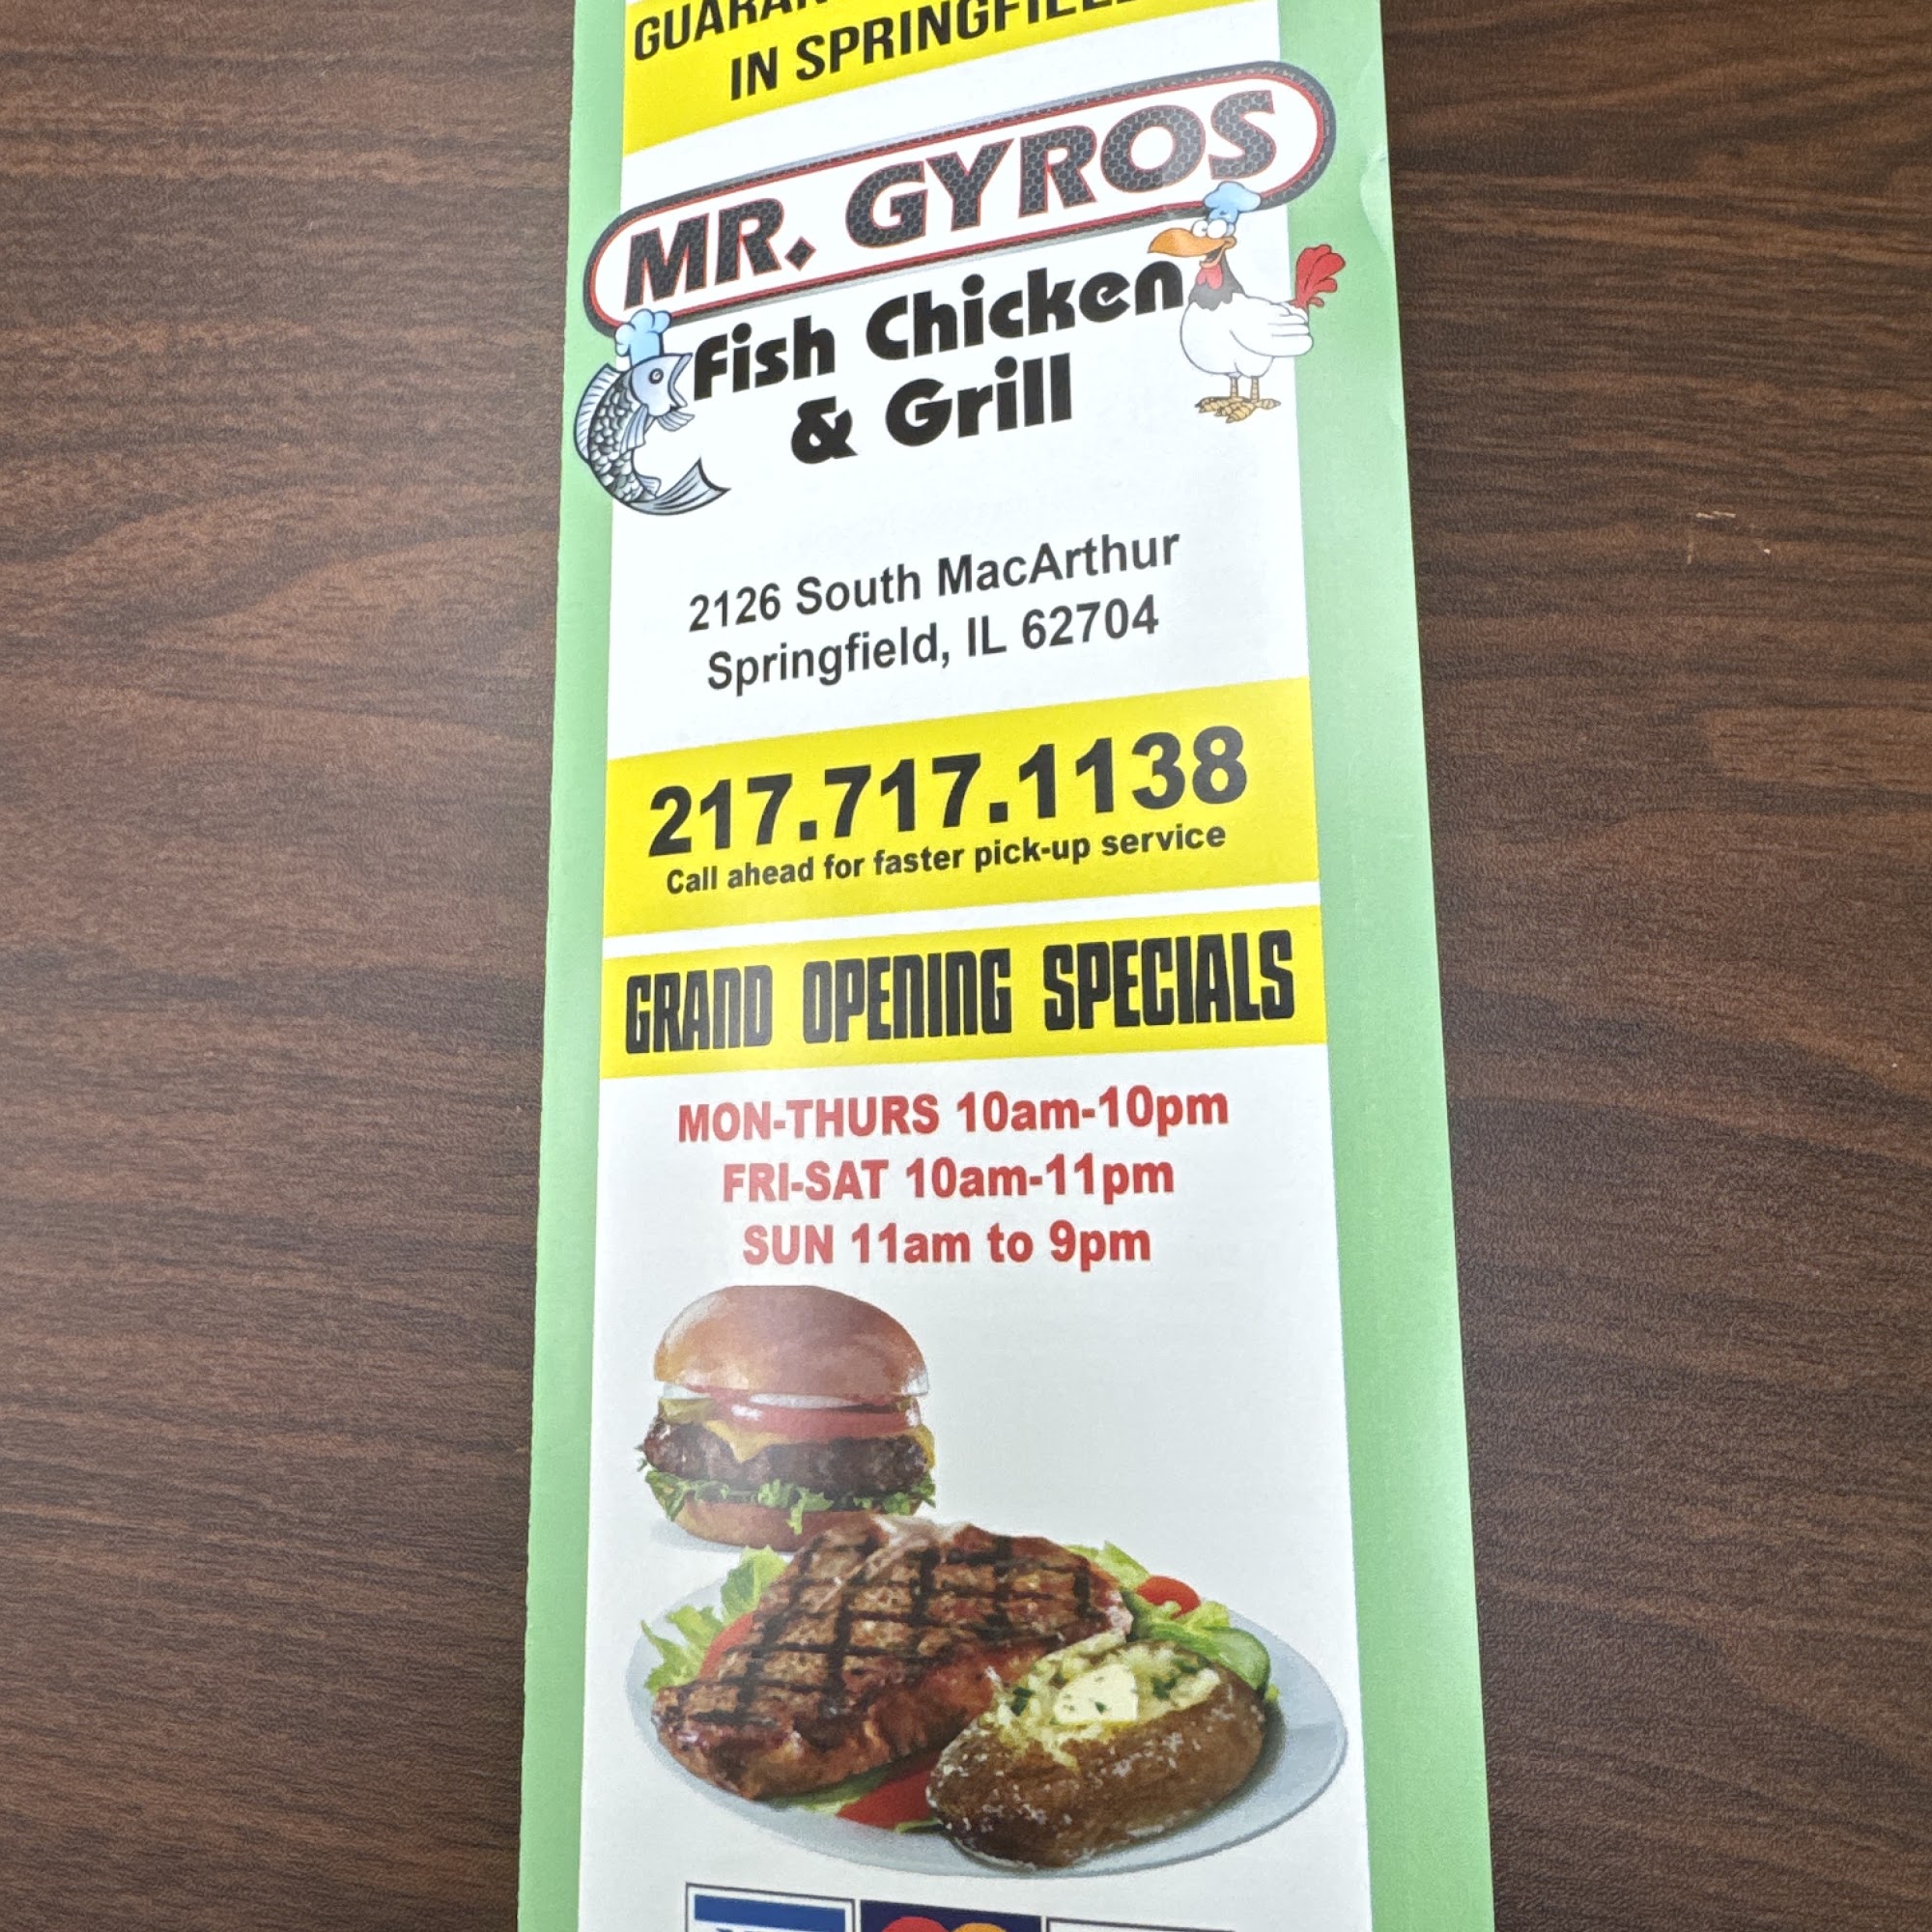 IN SPRINGFIELD
MR. GYROS
Fish Chicken
& Grill
2126 South MacArthur
Springfield, IL 62704
217.717.1138
Call ahead for faster pick-up service
GRAND OPENING SPECIALS
MON-THURS 10am-10pm
FRI-SAT 10am-11pm
SUN 11am to 9pm